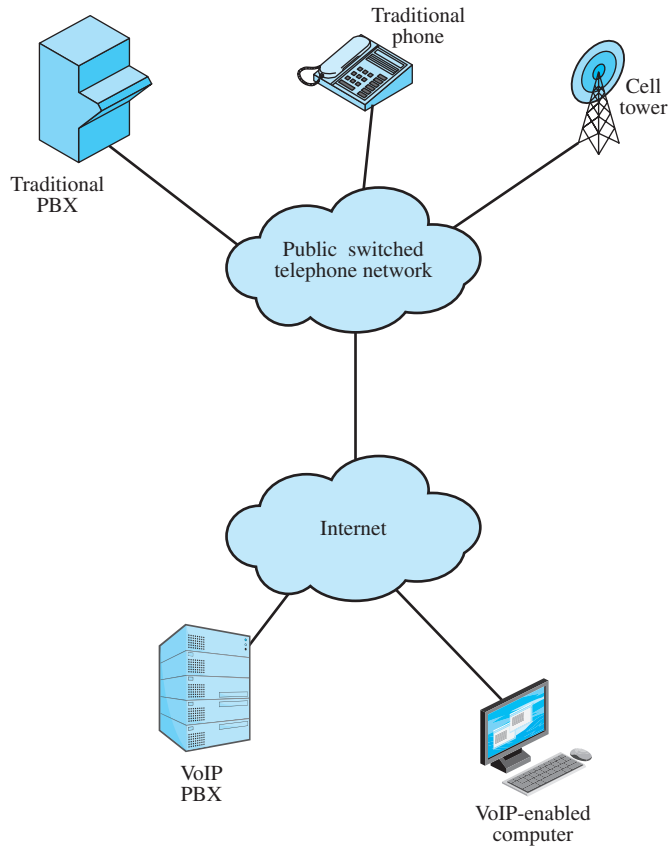 Traditional
phone
Cell
tower
Traditional
PBX
Public switched
telephone network
Internet
VoIP
PBX
VoIP-enabled
computer